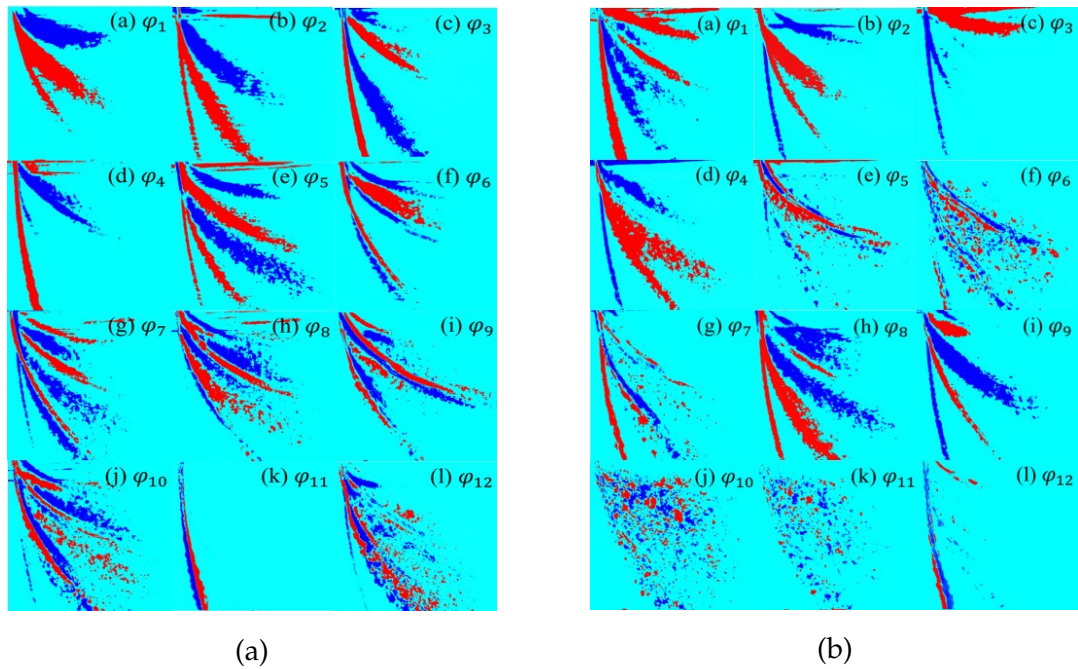 (a) φ1 (b) φ2 (c) φ3
(d) φ4 (e) φ5 (f) φ6
(g) φ7 (h) φ8 (i) φ9
(j) φ10 (k) φ11 (l) φ12
(a)
(a) φ1 (b) φ2 (c) φ3
(d) φ4 (e) φ5 (f) φ6
(g) φ7 (h) φ8 (i) φ9
(j) φ10 (k) φ11 (l) φ12
(b)